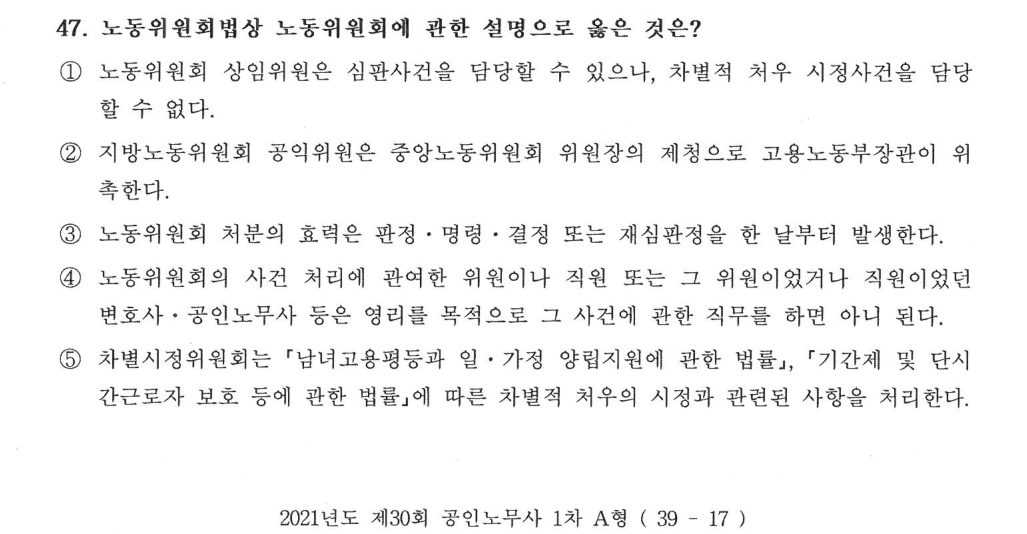 47. 노동위원회법상 노동위원회에 관한 설명으로 옳은 것은?
① 노동위원회 상임위원은 심판사건을 담당할 수 있으나, 차별적 처우 시정사건을 담당
할 수 없다.
② 지방노동위원회 공익위원은 중앙노동위원회 위원장의 제청으로 고용노동부장관이 위
촉한다.
③ 노동위원회 처분의 효력은 판정・명령・결정 또는 재심판정을 한 날부터 발생한다.
④ 노동위원회의 사건 처리에 관여한 위원이나 직원 또는 그 위원이었거나 직원이었던
변호사・공인노무사 등은 영리를 목적으로 그 사건에 관한 직무를 하면 아니 된다.
⑤ 차별시정위원회는 「남녀고용평등과 일・가정 양립지원에 관한 법률」, 「기간제 및 단시
간근로자 보호 등에 관한 법률」에 따른 차별적 처우의 시정과 관련된 사항을 처리한다.
2021년도 제30회 공인노무사 1차 A형 ( 39 - 17 )